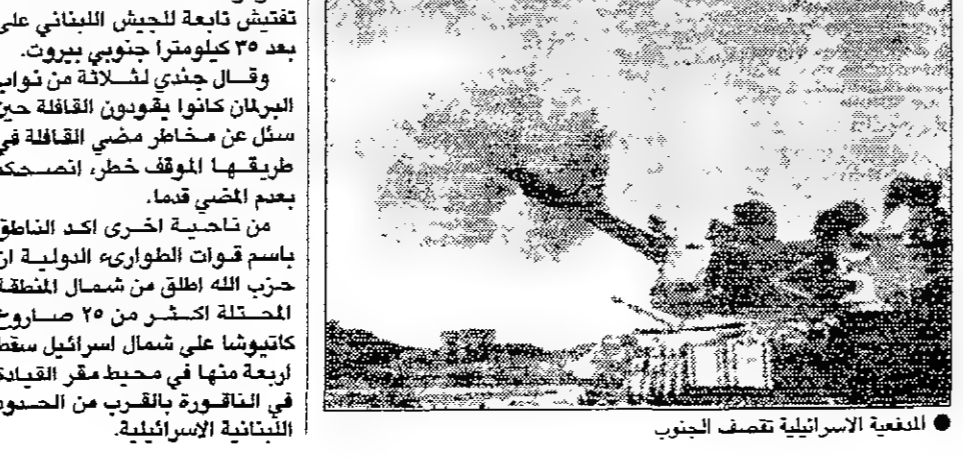 تفتيش تابعة للجيش اللبناني على
بعد ٣٥ كيلومترا جنوبي بيروت.
وقال جندي لثلاثة من نواب
البرلمان كانوا يقودون القافلة حين
سئل عن مخاطر مضي القافلة في
طريقها الموقف خطر، انصحكم
بعدم المضي قدما.
من ناحية اخرى اكد الناطق
باسم قوات الطوارىء الدولية ان
حزب الله اطلق من شمال المنطقة
المحتلة اكثر من ٢٥ صاروخ
كاتيوشا على شمال اسرائيل سقط
اربعة منها في محيط مقر القيادة
في الناقورة بالقرب من الحدود
اللبنانية الاسرائيلية.
● المدفعية الاسرائيلية تقصف الجنوب